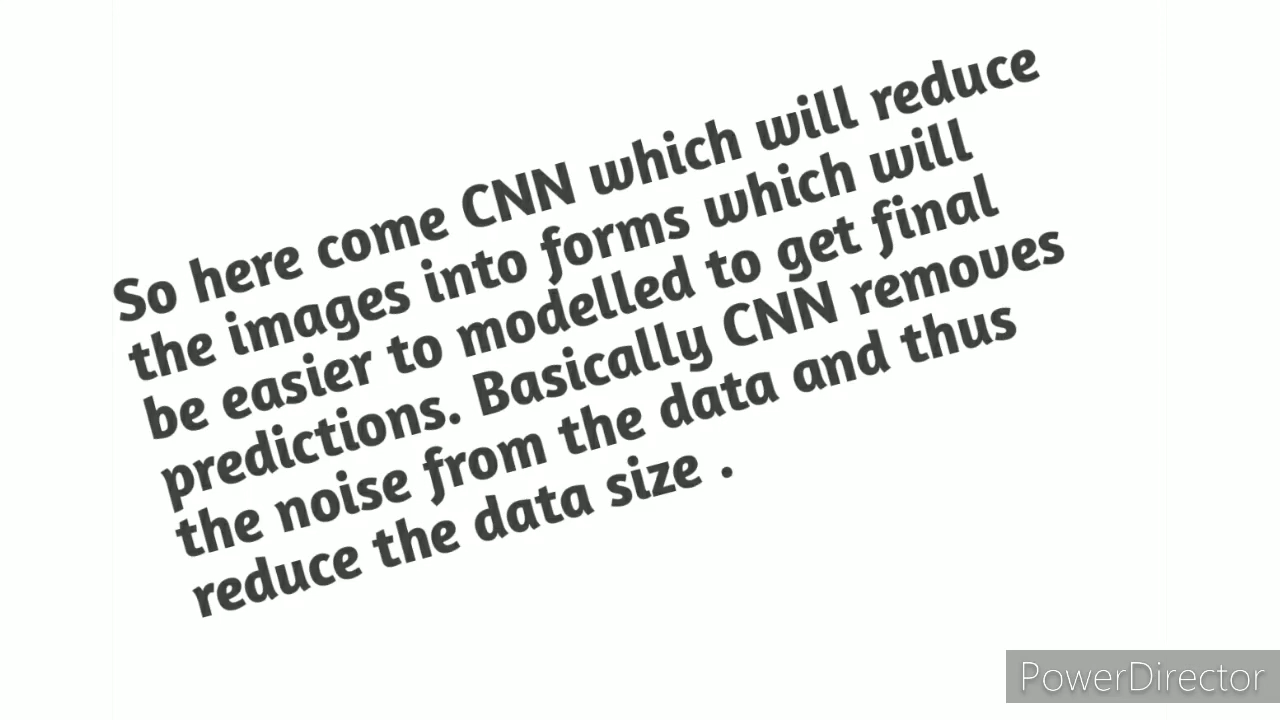 So here come CNN which will reduce
the images into forms which will
be easier to modelled to get final
predictions. Basically CNN removes
the noise from the data and thus
reduce the data size .
PowerDirector